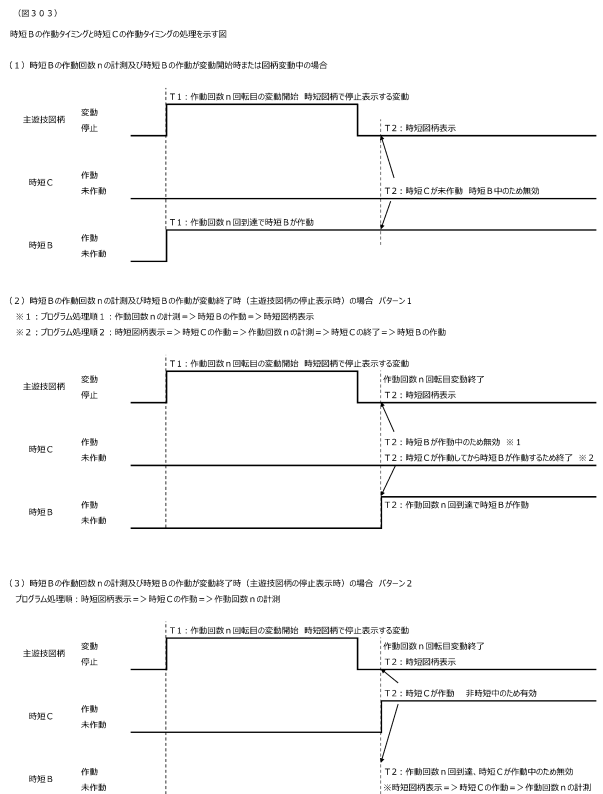 （図３０３）
時短Ｂの作動タイミングと時短Ｃの作動タイミングの処理を示す図
（１）時短Ｂの作動回数ｎの計測及び時短Ｂの作動が変動開始時または図柄変動中の場合
Ｔ１：作動回数ｎ回転目の変動開始　時短図柄で停止表示する変動
主遊技図柄　変動
停止
Ｔ２：時短図柄表示
時短Ｃ　作動
未作動
Ｔ２：時短Ｃが未作動　時短Ｂ中のため無効
Ｔ１：作動回数ｎ回到達で時短Ｂが作動
時短Ｂ　作動
未作動
（２）時短Ｂの作動回数ｎの計測及び時短Ｂの作動が変動終了時（主遊技図柄の停止表示時）の場合　パターン１
※１：プログラム処理順１：作動回数ｎの計測＝＞時短Ｂの作動＝＞時短図柄表示
※２：プログラム処理順２：時短図柄表示＝＞時短Ｃの作動＝＞作動回数ｎの計測＝＞時短Ｃの終了＝＞時短Ｂの作動
Ｔ１：作動回数ｎ回転目の変動開始　時短図柄で停止表示する変動
主遊技図柄　変動
停止
作動回数ｎ回転目変動終了
Ｔ２：時短図柄表示
時短Ｃ　作動
未作動
Ｔ２：時短Ｂが作動中のため無効　※１
Ｔ２：時短Ｃが作動してから時短Ｂが作動するため終了　※２
時短Ｂ　作動
未作動
Ｔ２：作動回数ｎ回到達で時短Ｂが作動
（３）時短Ｂの作動回数ｎの計測及び時短Ｂの作動が変動終了時（主遊技図柄の停止表示時）の場合　パターン２
プログラム処理順：時短図柄表示＝＞時短Ｃの作動＝＞作動回数ｎの計測
Ｔ１：作動回数ｎ回転目の変動開始　時短図柄で停止表示する変動
主遊技図柄　変動
停止
作動回数ｎ回転目変動終了
Ｔ２：時短図柄表示
Ｔ２：時短Ｃが作動　非時短中のため有効
時短Ｃ　作動
未作動
時短Ｂ　作動
未作動
Ｔ２：作動回数ｎ回到達、時短Ｃが作動中のため無効
※時短図柄表示＝＞時短Ｃの作動＝＞作動回数ｎの計測